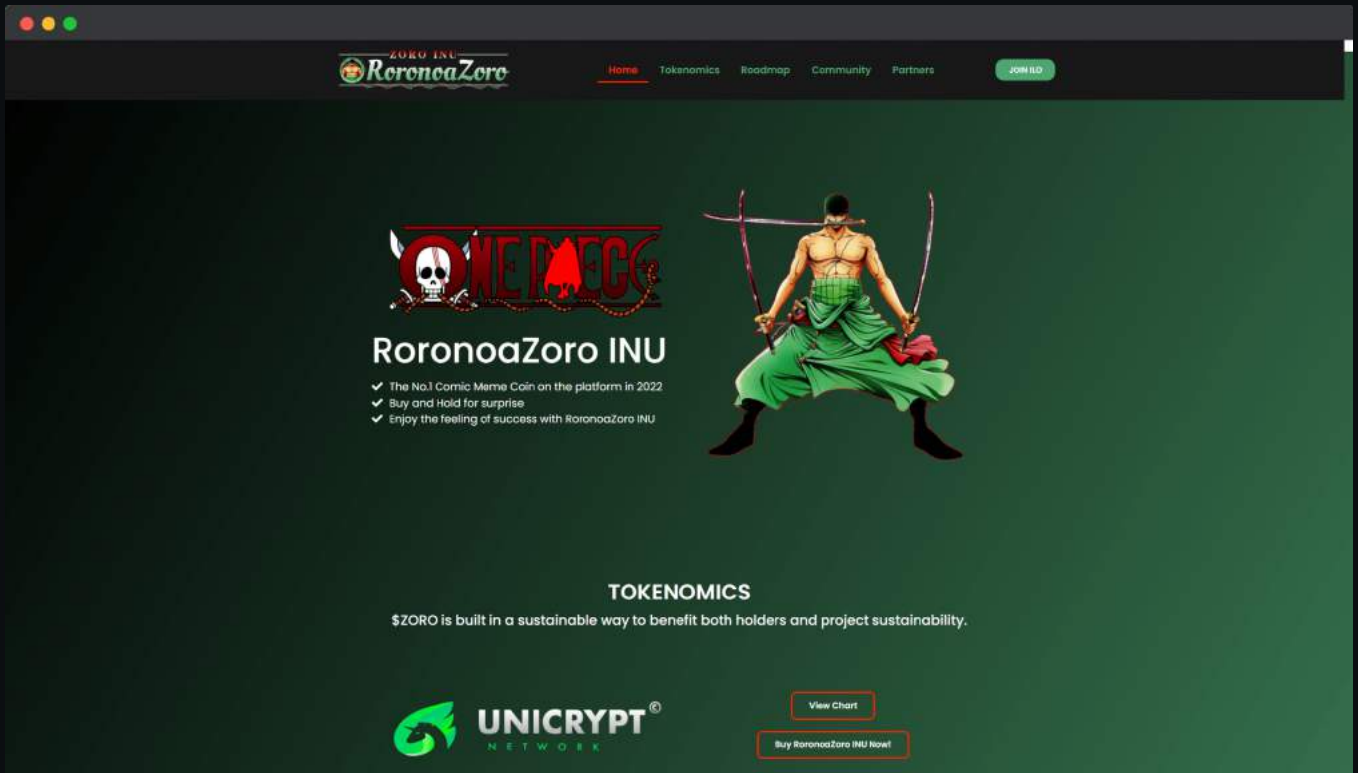 ZORO INU
RoronoaZoro
Home Tokenomics Roadmap Community Partners
JOIN ILO
ONE PIECE
RoronoaZoro INU
The No.1 Comic Meme Coin on the platform in 2022
Buy and Hold for surprise
Enjoy the feeling of success with RoronoaZoro INU
TOKENOMICS
$ZORO is built in a sustainable way to benefit both holders and project sustainability.
UNICRYPT©
NETWORK
View Chart
Buy RoronoaZoro INU Now!